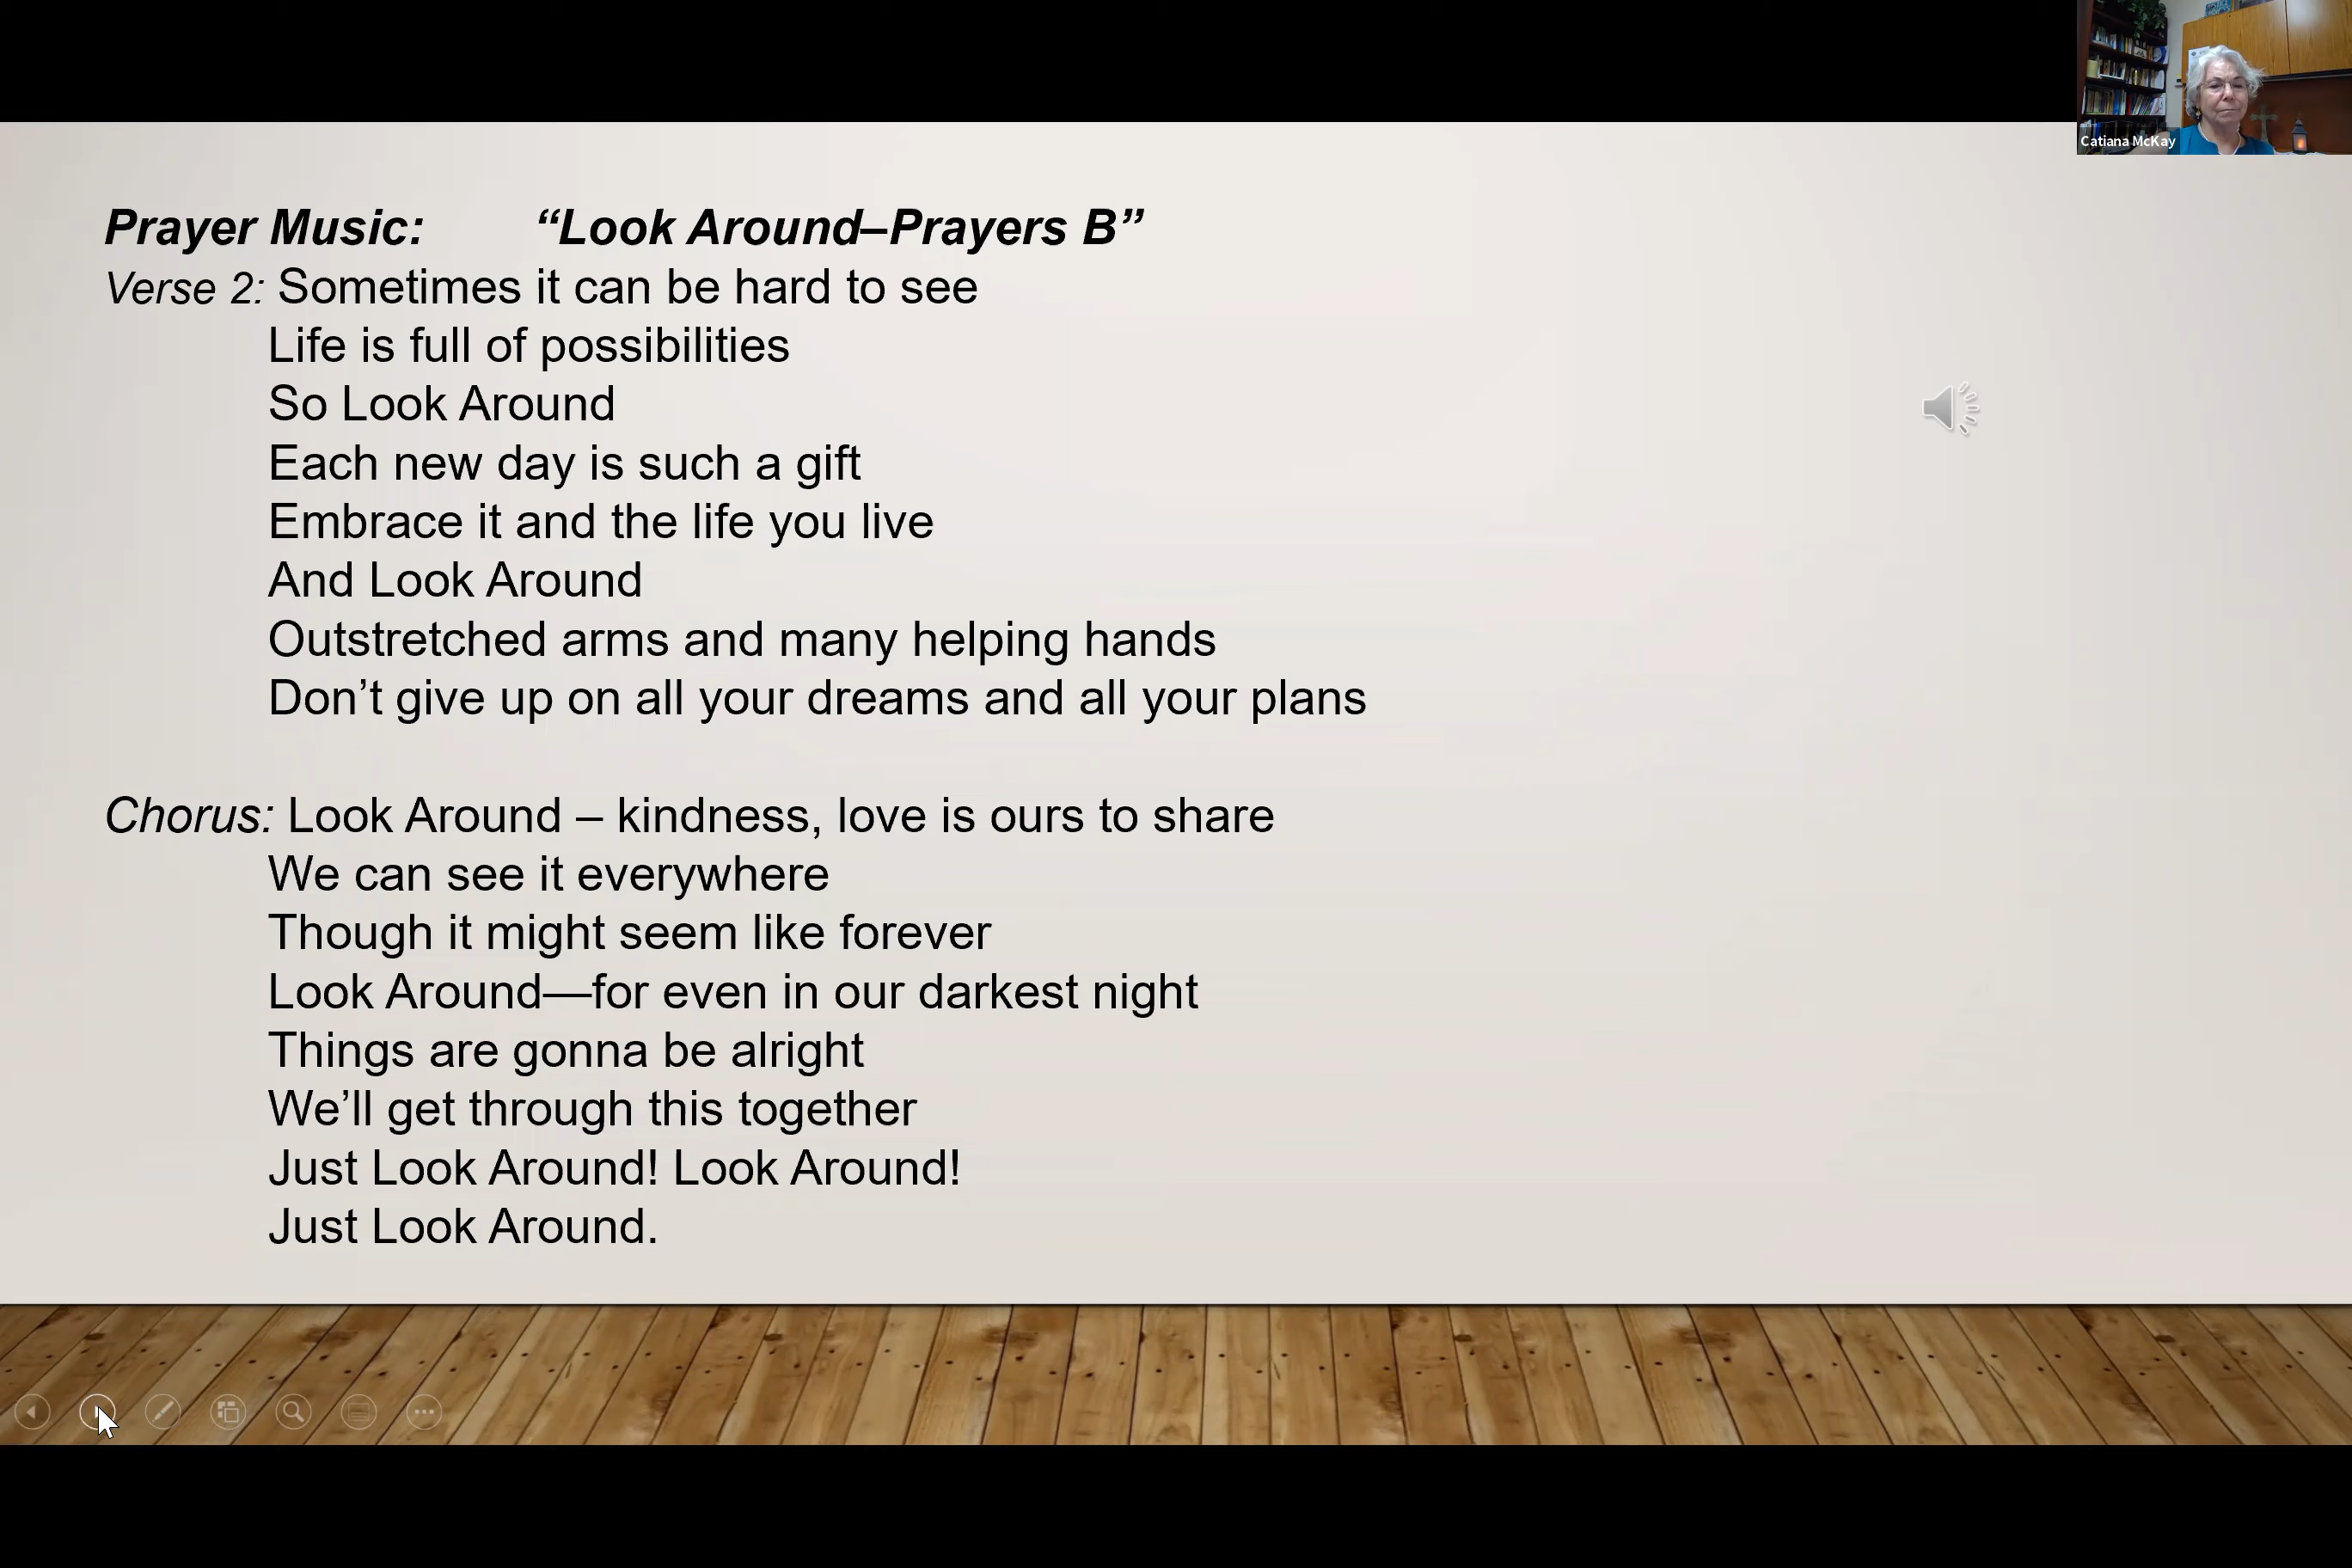 Catiana McKay
Prayer Music: “Look Around–Prayers B”
Verse 2: Sometimes it can be hard to see
Life is full of possibilities
So Look Around
Each new day is such a gift
Embrace it and the life you live
And Look Around
Outstretched arms and many helping hands
Don’t give up on all your dreams and all your plans
Chorus: Look Around – kindness, love is ours to share
We can see it everywhere
Though it might seem like forever
Look Around—for even in our darkest night
Things are gonna be alright
We’ll get through this together
Just Look Around! Look Around!
Just Look Around.